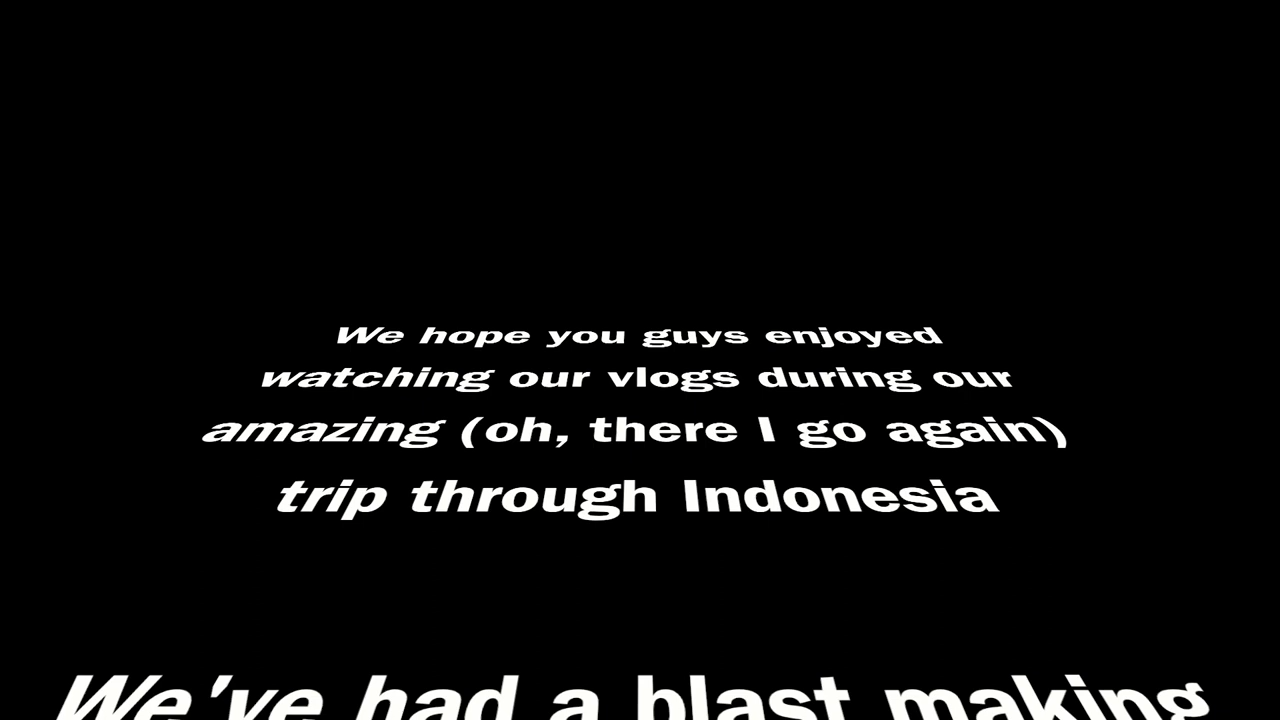 We hope you guys enjoyed
watching our vlogs during our
amazing (oh, there I go again)
trip through Indonesia
We've had a blast making